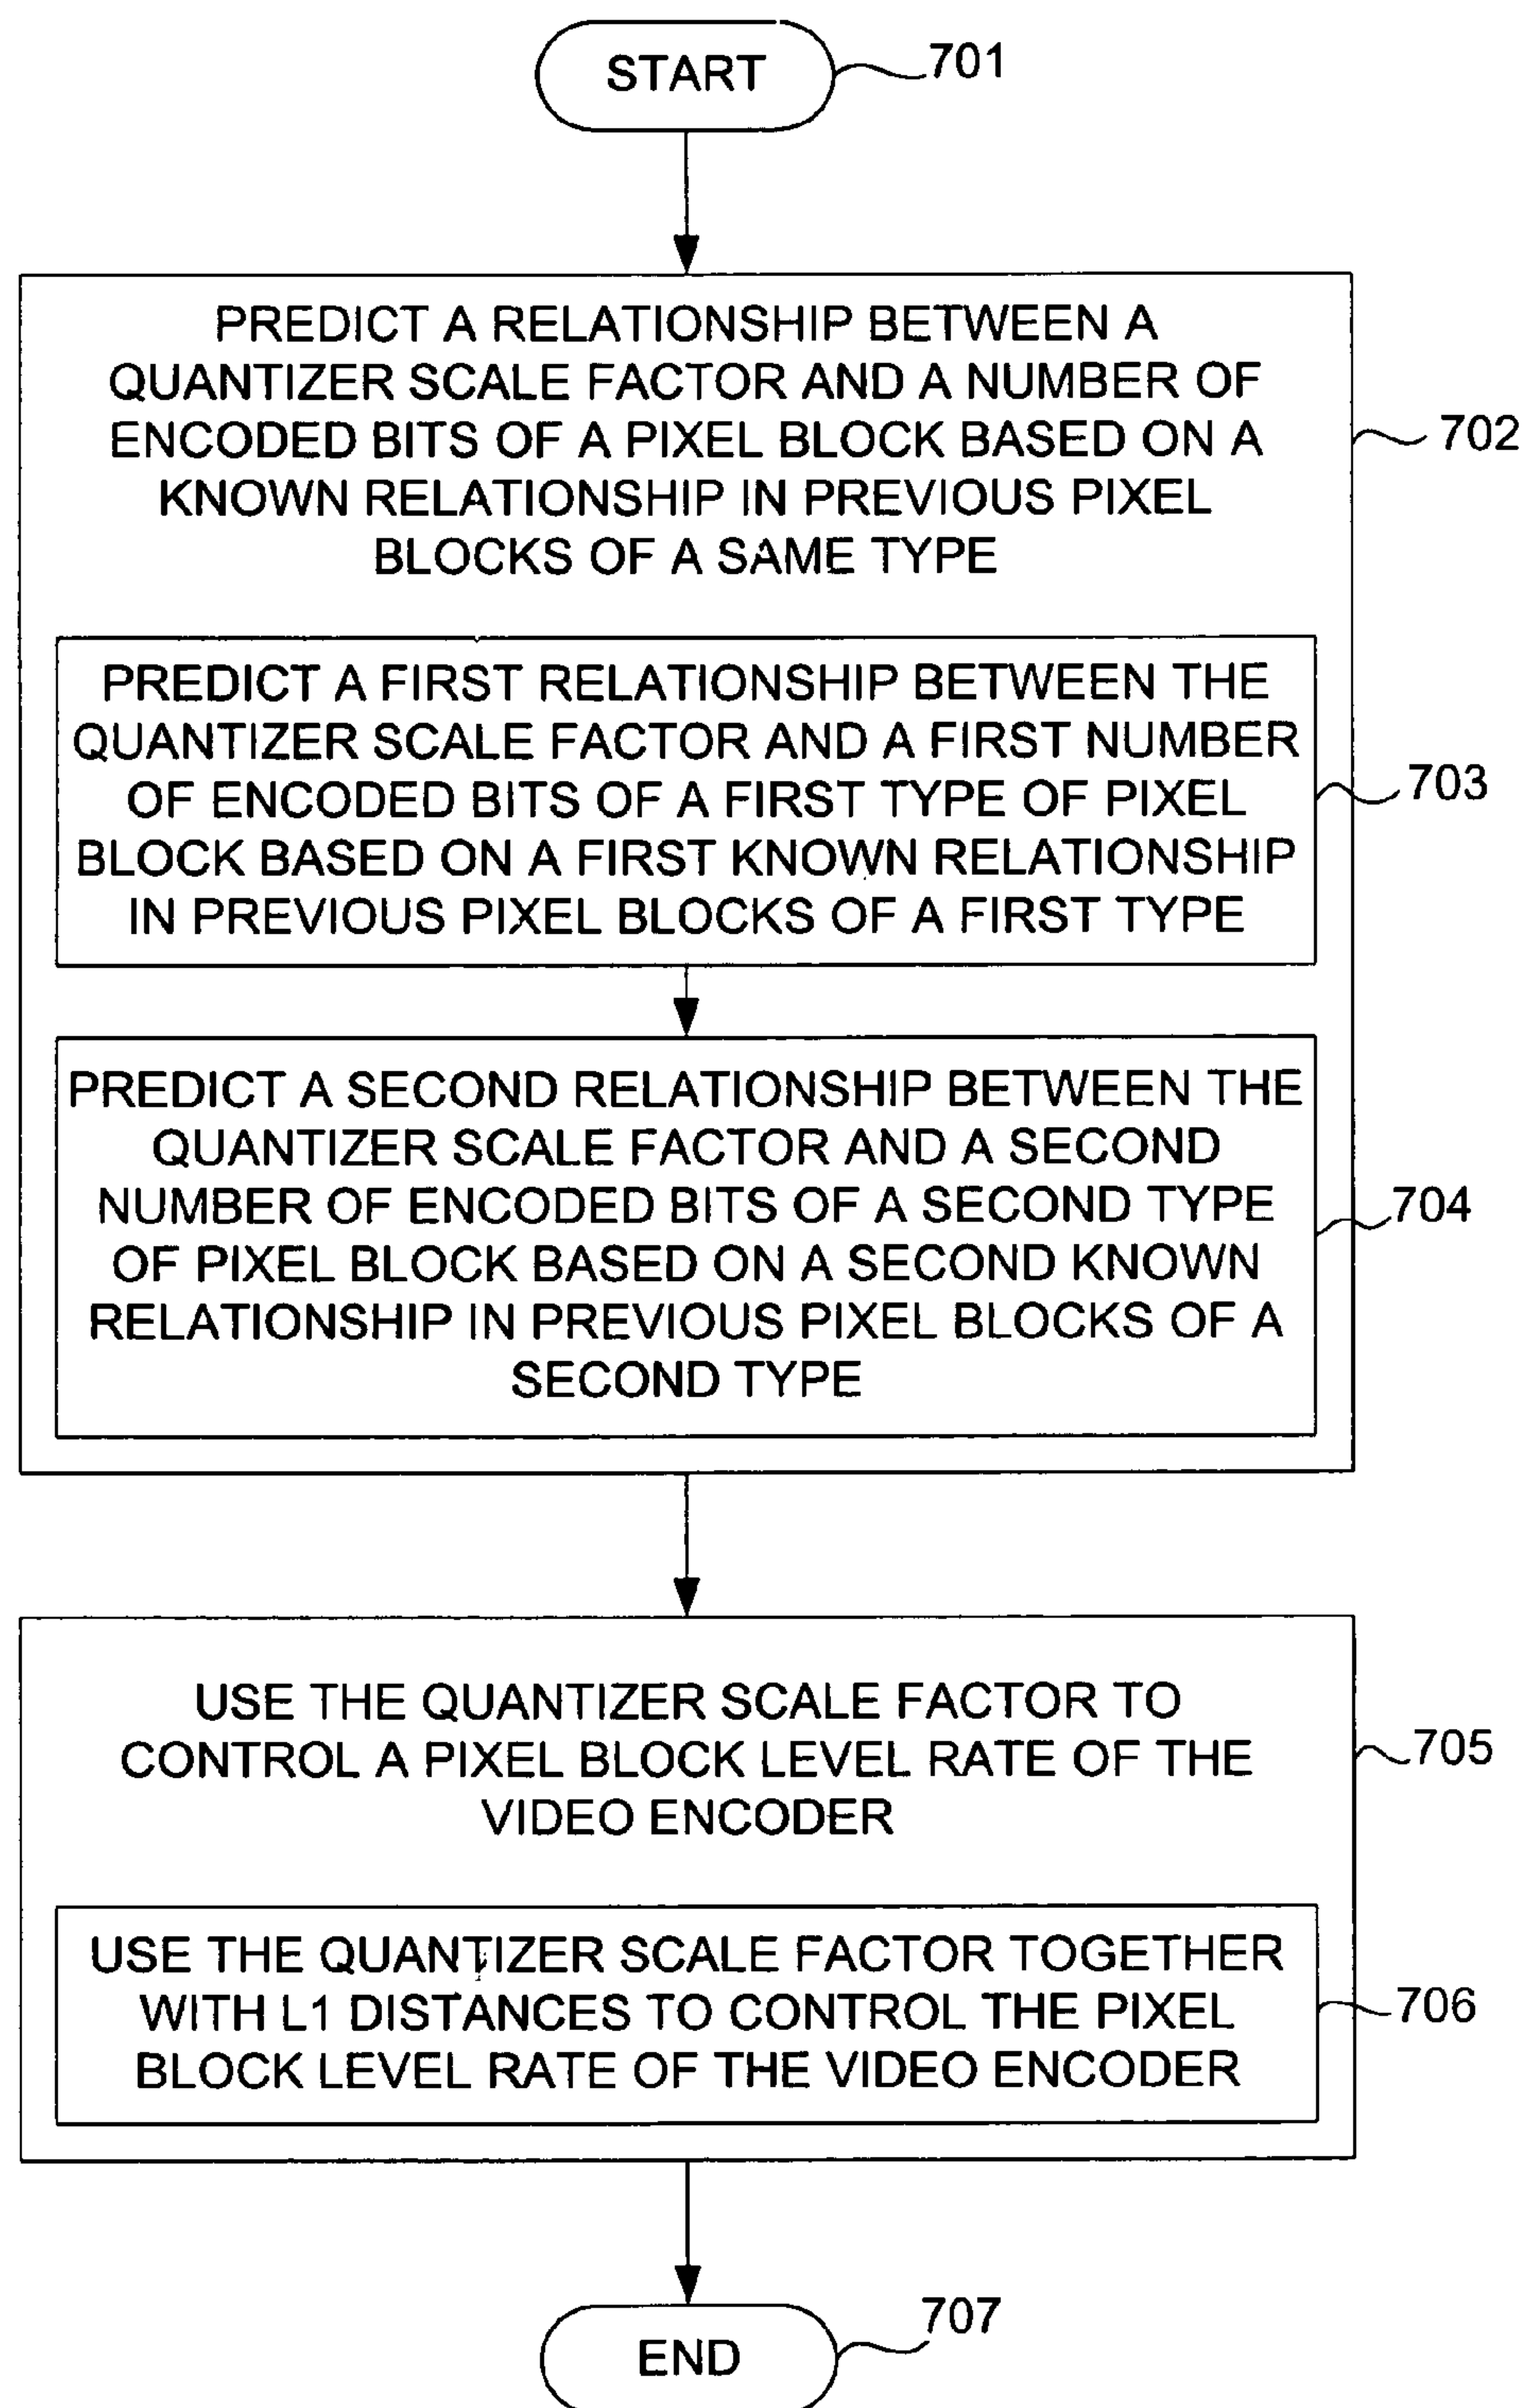 START
701
PREDICT A RELATIONSHIP BETWEEN A
QUANTIZER SCALE FACTOR AND A NUMBER OF
ENCODED BITS OF A PIXEL BLOCK BASED ON A
KNOWN RELATIONSHIP IN PREVIOUS PIXEL
BLOCKS OF A SAME TYPE
702
PREDICT A FIRST RELATIONSHIP BETWEEN THE
QUANTIZER SCALE FACTOR AND A FIRST NUMBER
OF ENCODED BITS OF A FIRST TYPE OF PIXEL
BLOCK BASED ON A FIRST KNOWN RELATIONSHIP
IN PREVIOUS PIXEL BLOCKS OF A FIRST TYPE
703
PREDICT A SECOND RELATIONSHIP BETWEEN THE
QUANTIZER SCALE FACTOR AND A SECOND
NUMBER OF ENCODED BITS OF A SECOND TYPE
OF PIXEL BLOCK BASED ON A SECOND KNOWN
RELATIONSHIP IN PREVIOUS PIXEL BLOCKS OF A
SECOND TYPE
704
USE THE QUANTIZER SCALE FACTOR TO
CONTROL A PIXEL BLOCK LEVEL RATE OF THE
VIDEO ENCODER
705
USE THE QUANTIZER SCALE FACTOR TOGETHER
WITH L1 DISTANCES TO CONTROL THE PIXEL
BLOCK LEVEL RATE OF THE VIDEO ENCODER
706
END
707